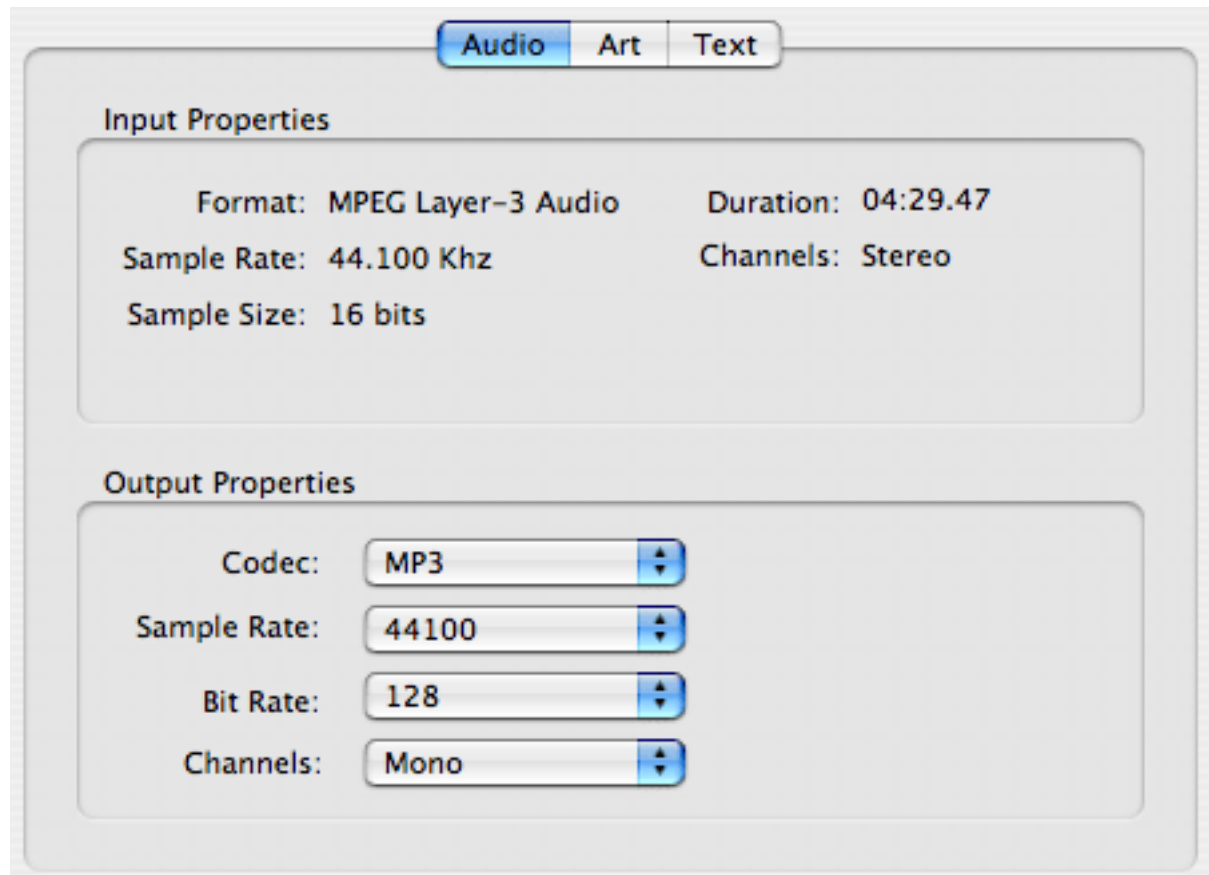 Audio Art Text
Input Properties
Format: MPEG Layer-3 Audio Duration: 04:29.47
Sample Rate: 44.100 Khz Channels: Stereo
Sample Size: 16 bits
Output Properties
Codec: MP3
Sample Rate: 44100
Bit Rate: 128
Channels: Mono